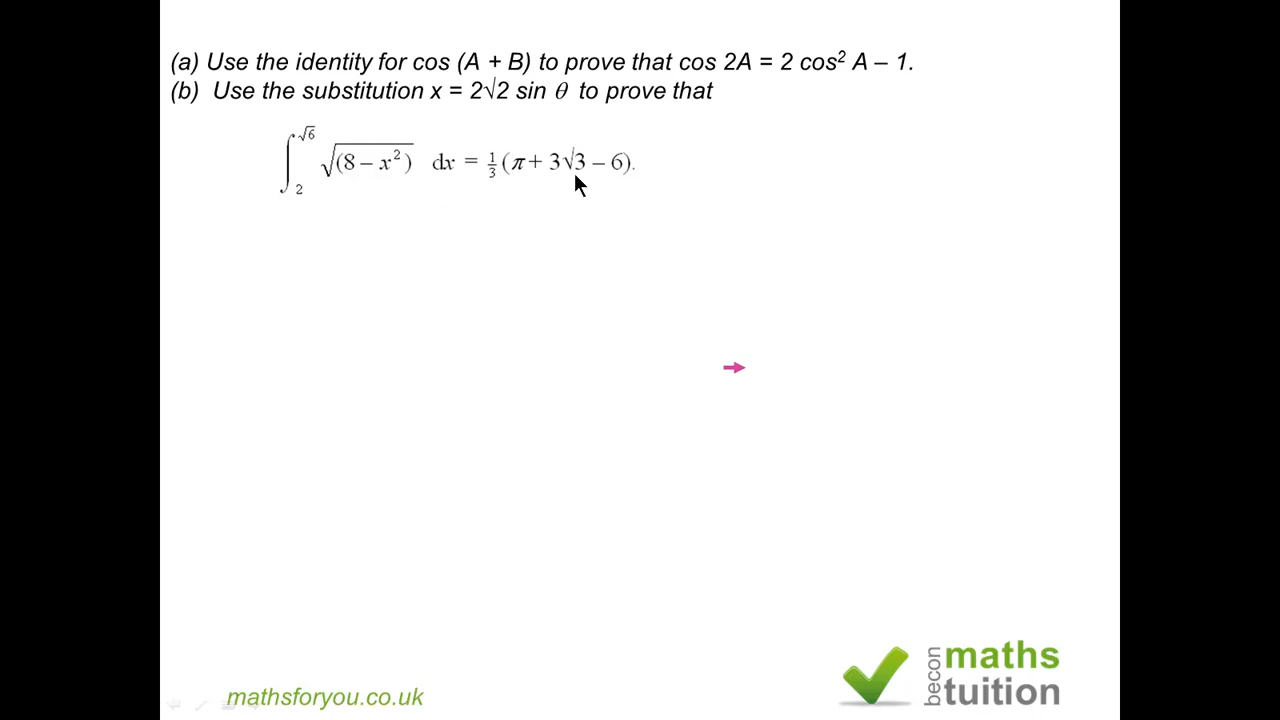 (a) Use the identity for cos (A + B) to prove that cos 2A = 2 cos² A – 1.
(b) Use the substitution x = 2√2 sin θ to prove that
∫₂^√6 √(8 – x²) dx = ⅓(π + 3√3 – 6).
becon maths tuition
mathsforyou.co.uk